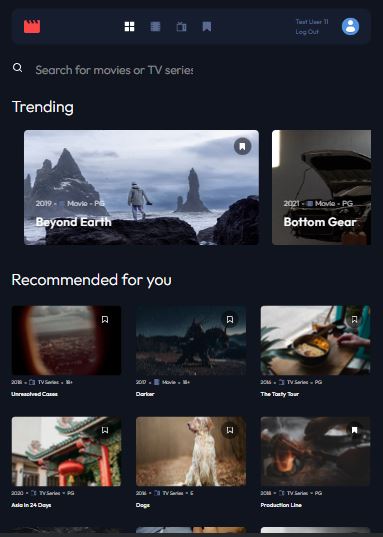 Test User 11
Log Out
Search for movies or TV series
Trending
2019 • Movie • PG
Beyond Earth
2021 • Movie • PG
Bottom Gear
Recommended for you
2018 • TV Series • 18+
Unresolved Cases
2017 • Movie • 18+
Darker
2016 • TV Series • PG
The Tasty Tour
2020 • TV Series • PG
Asia in 24 Days
2016 • TV Series • E
Dogs
2018 • TV Series • PG
Production Line